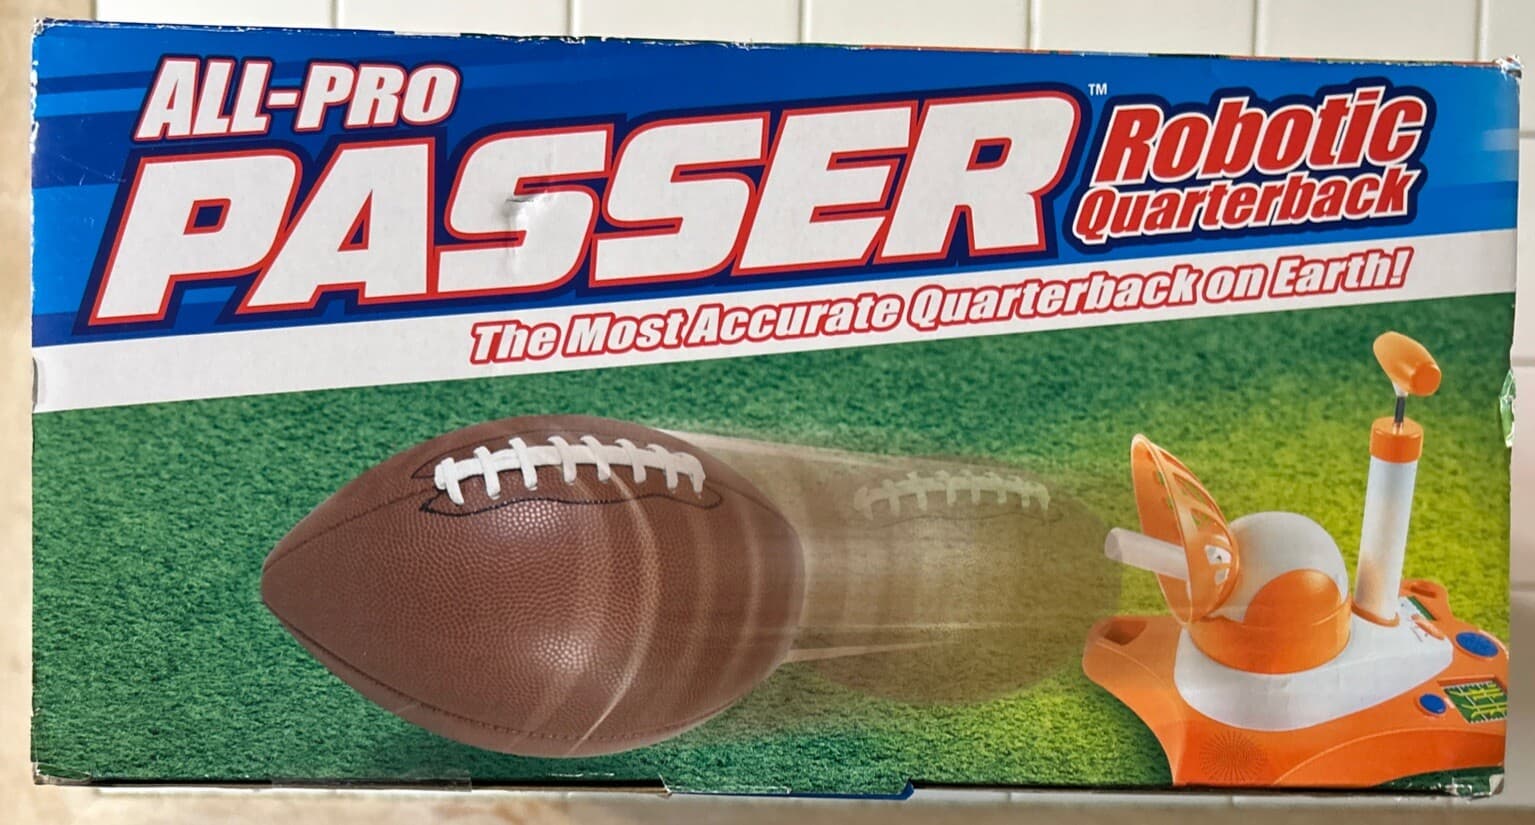 ALL-PRO
PASSER™
Robotic
Quarterback
The Most Accurate Quarterback on Earth!